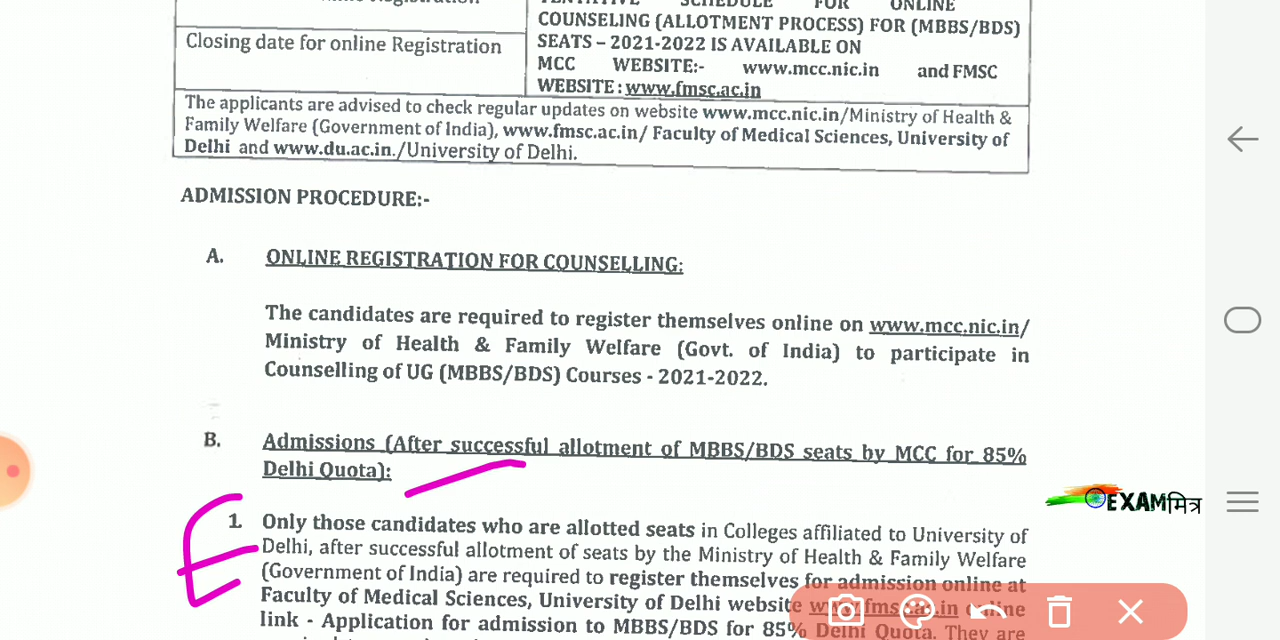 FOR ONLINE
COUNSELING (ALLOTMENT PROCESS) FOR (MBBS/BDS)
Closing date for online Registration
SEATS – 2021-2022 IS AVAILABLE ON
MCC WEBSITE:- www.mcc.nic.in and FMSC
WEBSITE : www.fmsc.ac.in
The applicants are advised to check regular updates on website www.mcc.nic.in/Ministry of Health &
Family Welfare (Government of India), www.fmsc.ac.in/ Faculty of Medical Sciences, University of
Delhi and www.du.ac.in./University of Delhi.
ADMISSION PROCEDURE:-
A. ONLINE REGISTRATION FOR COUNSELLING:
The candidates are required to register themselves online on www.mcc.nic.in/
Ministry of Health & Family Welfare (Govt. of India) to participate in
Counselling of UG (MBBS/BDS) Courses - 2021-2022.
B. Admissions (After successful allotment of MBBS/BDS seats by MCC for 85%
Delhi Quota):
EXAMमित्र
1. Only those candidates who are allotted seats in Colleges affiliated to University of
Delhi, after successful allotment of seats by the Ministry of Health & Family Welfare
(Government of India) are required to register themselves for admission online at
Faculty of Medical Sciences, University of Delhi website www.fmsc.ac.in online
link - Application for admission to MBBS/BDS for 85% Delhi Quota. They are